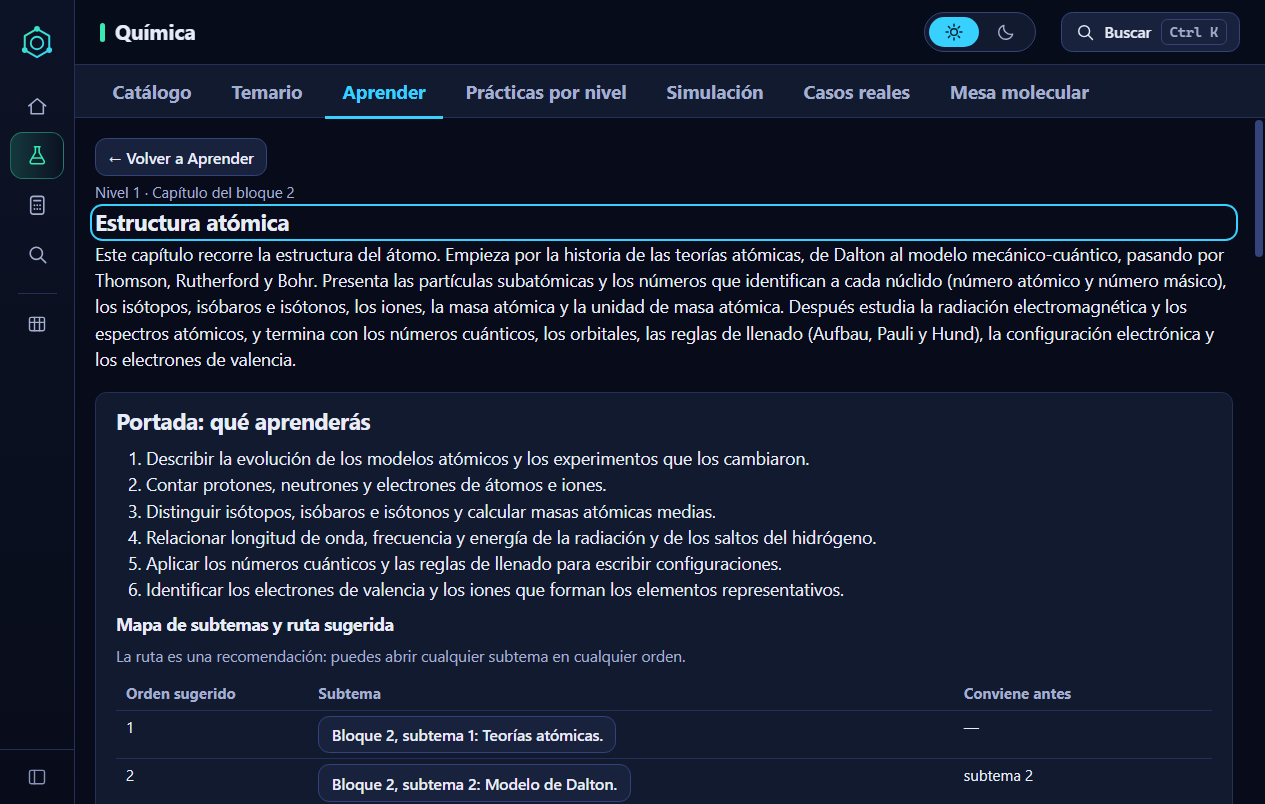 Química
Buscar Ctrl K
Catálogo Temario Aprender Prácticas por nivel Simulación Casos reales Mesa molecular
← Volver a Aprender
Nivel 1 · Capítulo del bloque 2
Estructura atómica
Este capítulo recorre la estructura del átomo. Empieza por la historia de las teorías atómicas, de Dalton al modelo mecánico-cuántico, pasando por
Thomson, Rutherford y Bohr. Presenta las partículas subatómicas y los números que identifican a cada núclido (número atómico y número másico),
los isótopos, isóbaros e isótonos, los iones, la masa atómica y la unidad de masa atómica. Después estudia la radiación electromagnética y los
espectros atómicos, y termina con los números cuánticos, los orbitales, las reglas de llenado (Aufbau, Pauli y Hund), la configuración electrónica y
los electrones de valencia.
Portada: qué aprenderás
1. Describir la evolución de los modelos atómicos y los experimentos que los cambiaron.
2. Contar protones, neutrones y electrones de átomos e iones.
3. Distinguir isótopos, isóbaros e isótonos y calcular masas atómicas medias.
4. Relacionar longitud de onda, frecuencia y energía de la radiación y de los saltos del hidrógeno.
5. Aplicar los números cuánticos y las reglas de llenado para escribir configuraciones.
6. Identificar los electrones de valencia y los iones que forman los elementos representativos.
Mapa de subtemas y ruta sugerida
La ruta es una recomendación: puedes abrir cualquier subtema en cualquier orden.
Orden sugerido Subtema Conviene antes
1 Bloque 2, subtema 1: Teorías atómicas. —
2 Bloque 2, subtema 2: Modelo de Dalton. subtema 2